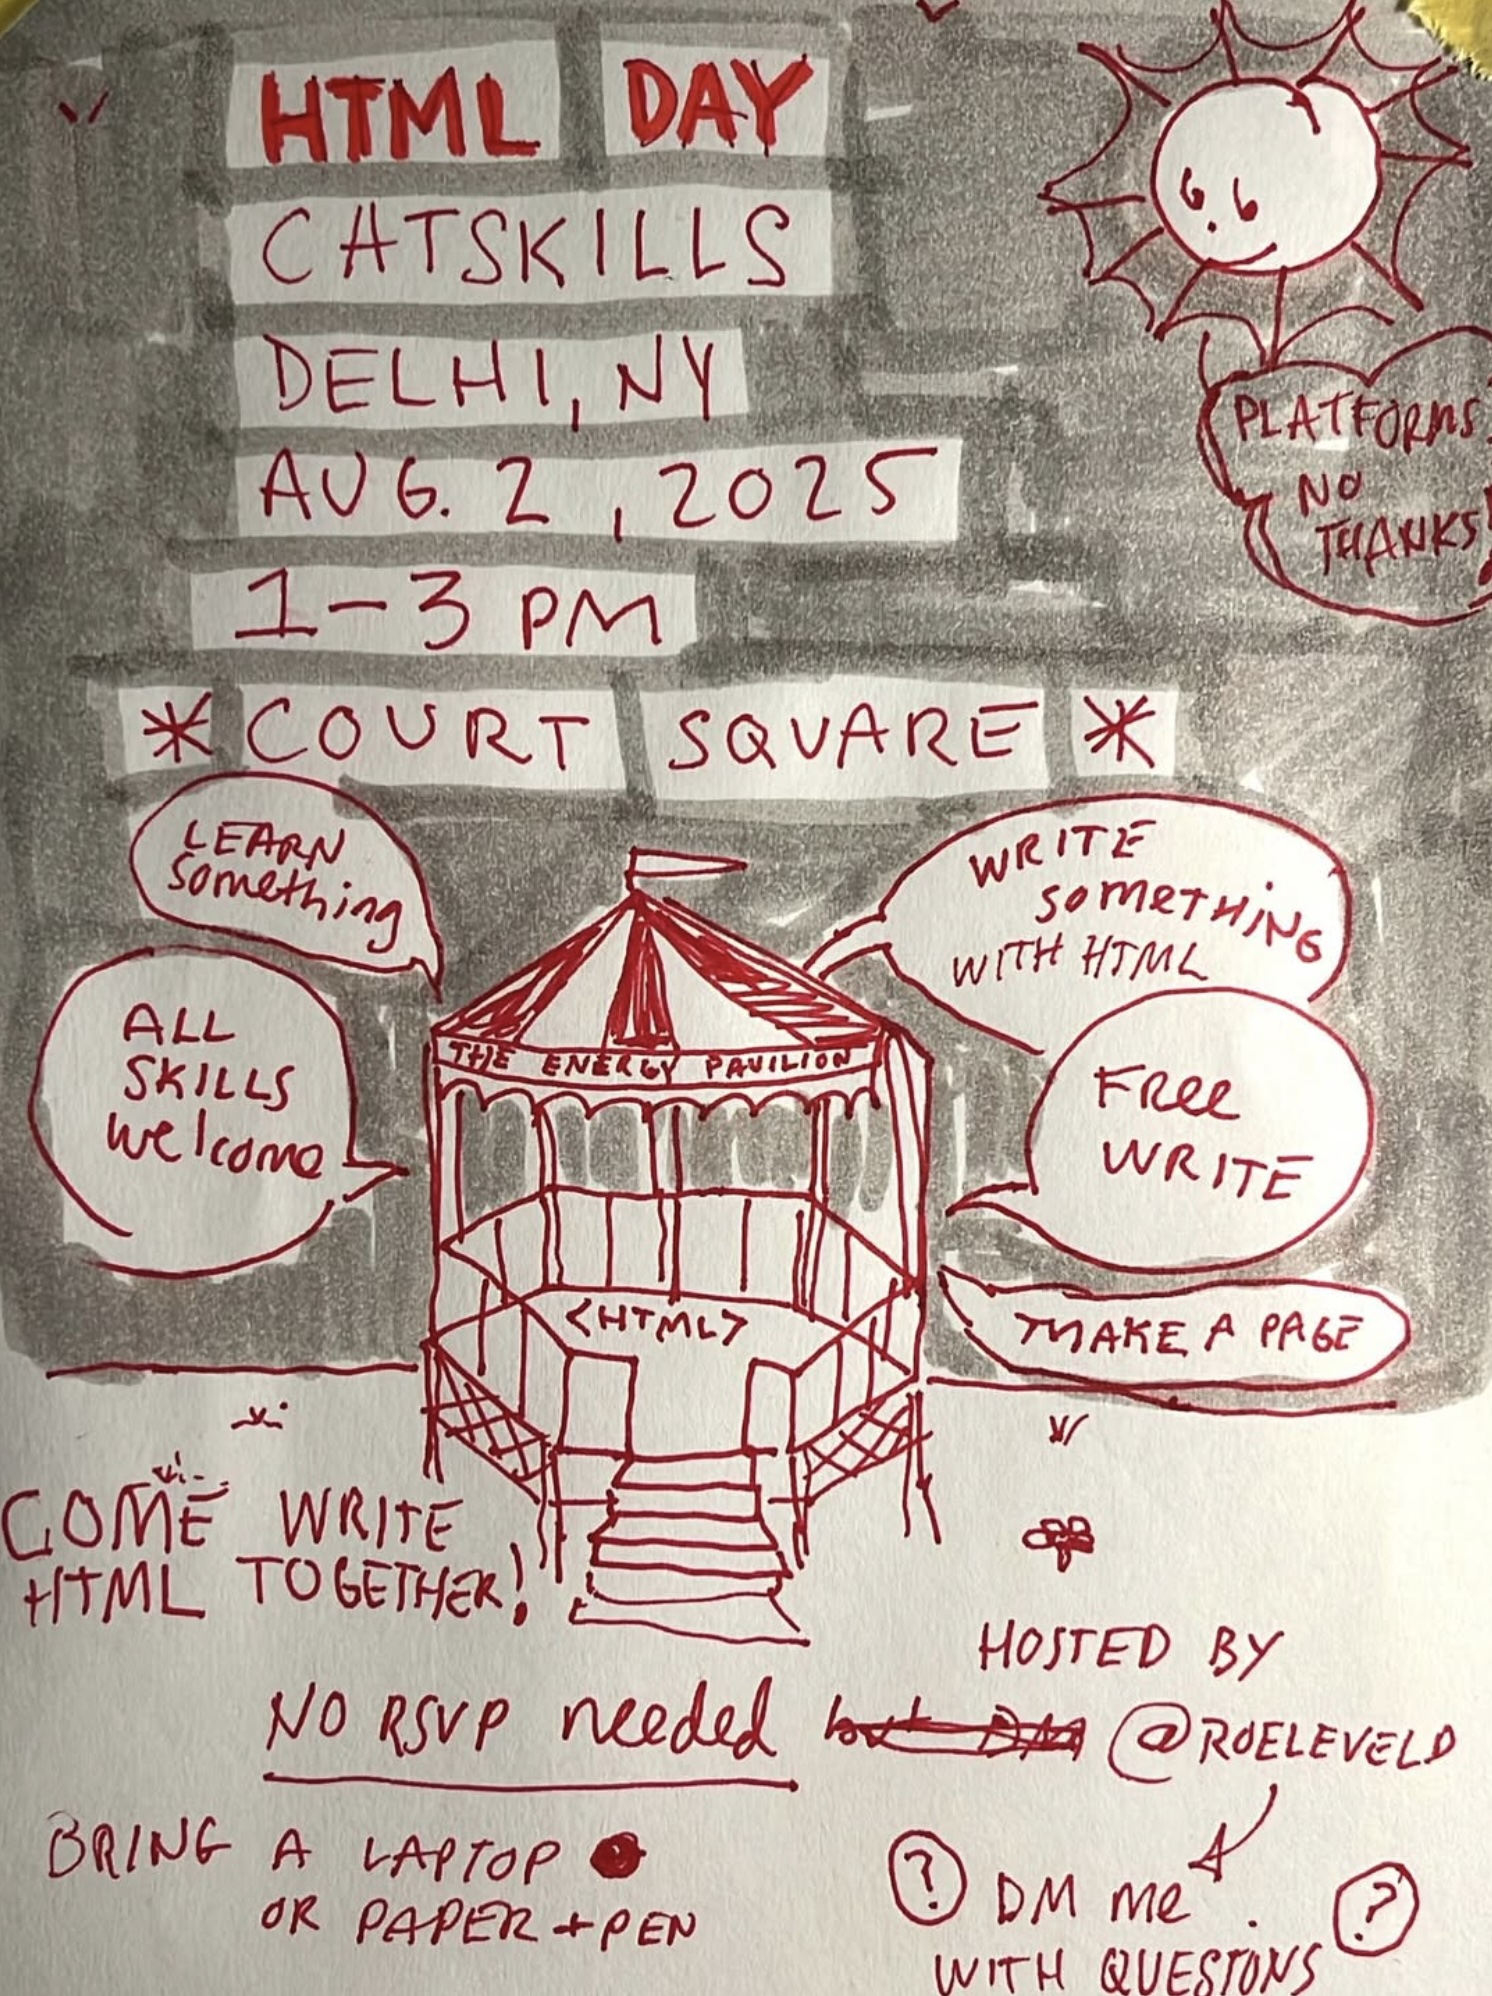 HTML DAY
CATSKILLS
DELHI, NY
AUG. 2, 2025
1-3 PM
* COURT SQUARE *
PLATFORMS.
NO
THANKS!
LEARN
something
WRITE
SOMETHING
WITH HTML
ALL
SKILLS
welcome
THE ENERGY PAVILION
FREE
WRITE
<HTML>
MAKE A PAGE
COME WRITE
HTML TOGETHER!
HOSTED BY
@ROELEVELD
NO RSVP needed but DM
BRING A LAPTOP
OR PAPER + PEN
? DM me. ?
WITH QUESTONS